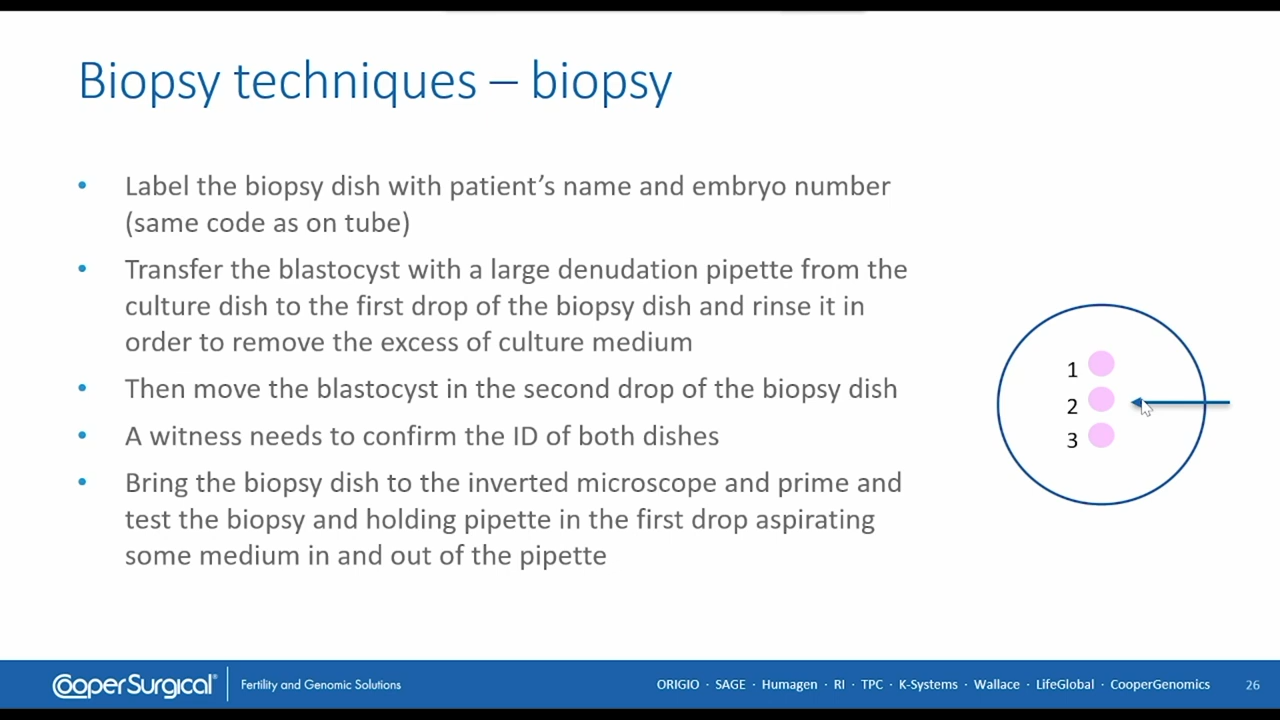 Biopsy techniques – biopsy
• Label the biopsy dish with patient’s name and embryo number
(same code as on tube)
• Transfer the blastocyst with a large denudation pipette from the
culture dish to the first drop of the biopsy dish and rinse it in
order to remove the excess of culture medium
• Then move the blastocyst in the second drop of the biopsy dish
• A witness needs to confirm the ID of both dishes
• Bring the biopsy dish to the inverted microscope and prime and
test the biopsy and holding pipette in the first drop aspirating
some medium in and out of the pipette
1
2
3
CooperSurgical® Fertility and Genomic Solutions
ORIGIO · SAGE · Humagen · RI · TPC · K-Systems · Wallace · LifeGlobal · CooperGenomics
26